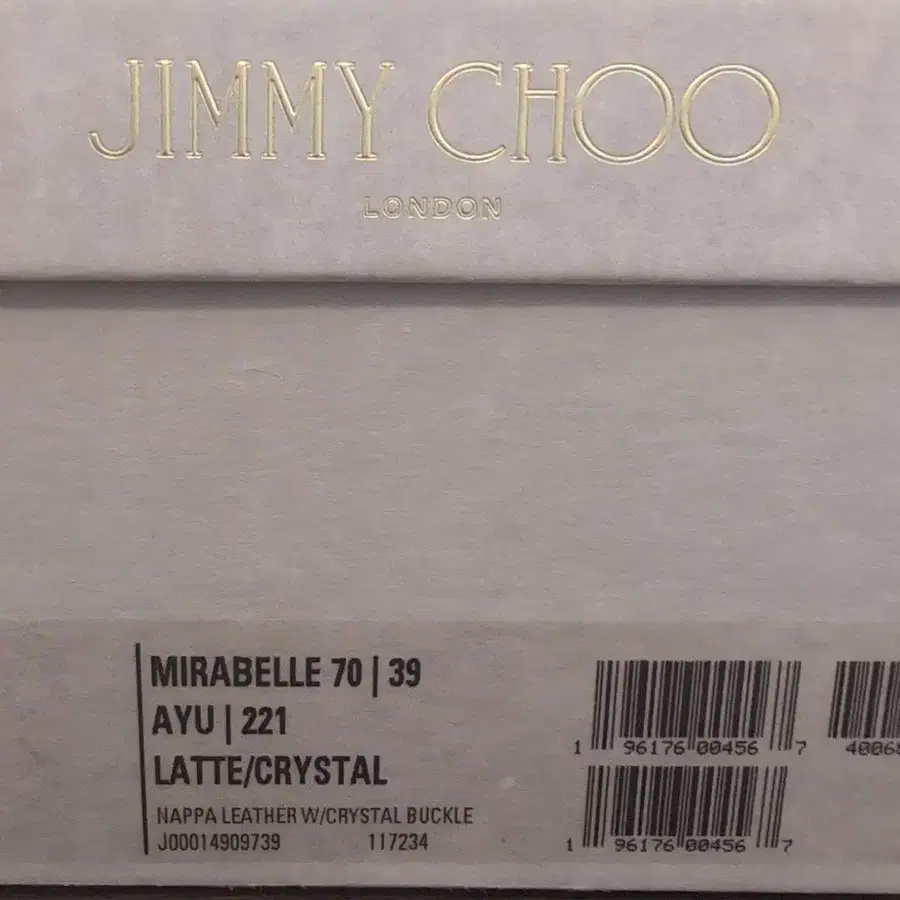 JIMMY CHOO
LONDON
MIRABELLE 70 | 39
AYU | 221
LATTE/CRYSTAL
NAPPA LEATHER W/CRYSTAL BUCKLE
J00014909739 117234
1 96176 00456 7
4006
1 96176 00456 7